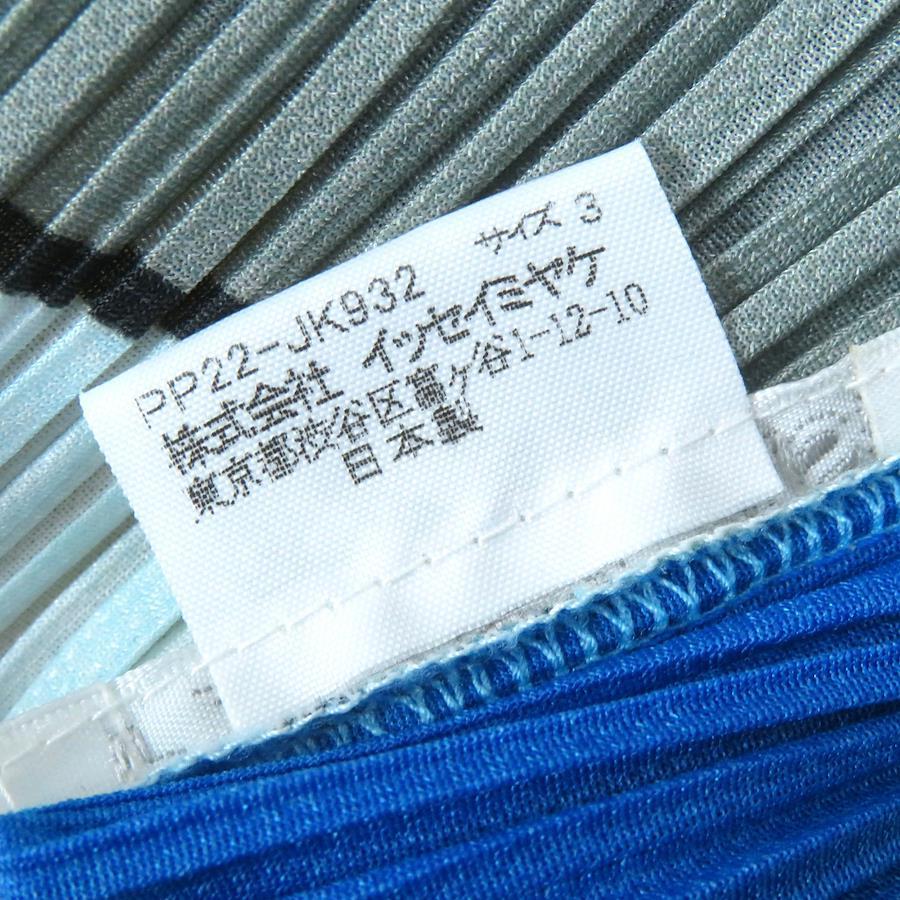 サイズ 3
PP22-JK932
株式会社 イッセイミヤケ
東京都渋谷区富ヶ谷1-12-10
日本製